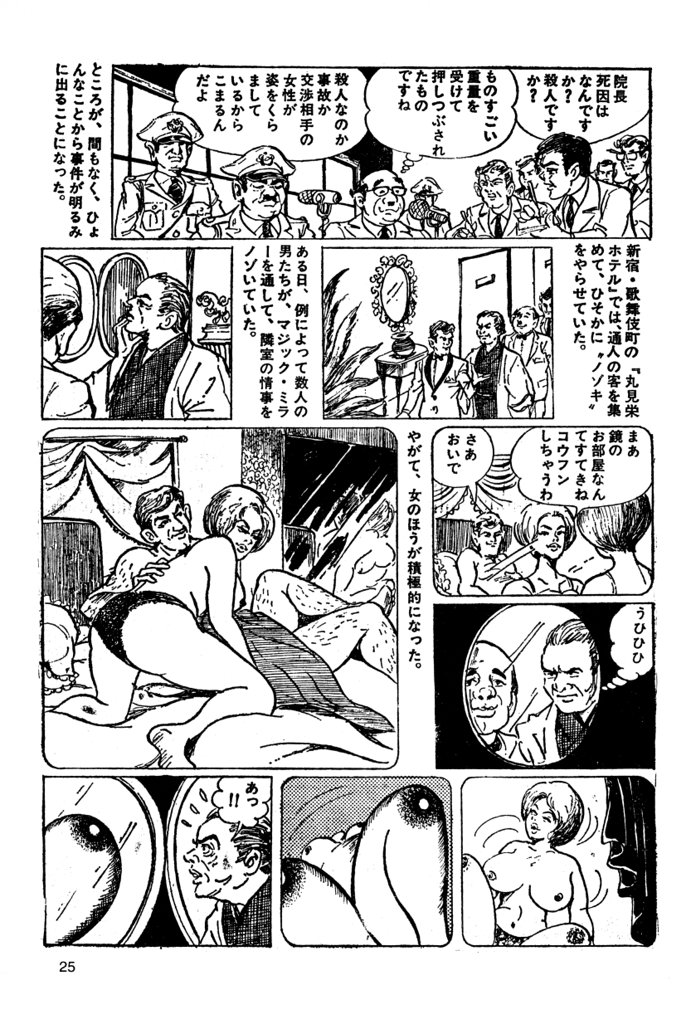 院長
死因は
なんです
か?
殺人です
か?
ものすごい
重量を
受けて
押しつぶされ
たもの
ですね
殺人なのか
事故か
交渉相手の
女性が
姿をくら
まして
いるから
こまるん
だよ
ところが、間もなく、ひょ
んなことから事件が明るみ
に出ることになった。
新宿・歌舞伎町の『丸見栄
ホテル』では、通人の客を集
めて、ひそかに〝ノゾキ〟
をやらせていた。
ある日、例によって数人の
男たちが、マジック・ミラ
ーを通して、隣室の情事を
ノゾいていた。
まあ
鏡の
お部屋なん
てすてきね
コウフン
しちゃうわ
さあ
おいで
やがて、女のほうが積極的になった。
うひひひ
あっ
!!
25